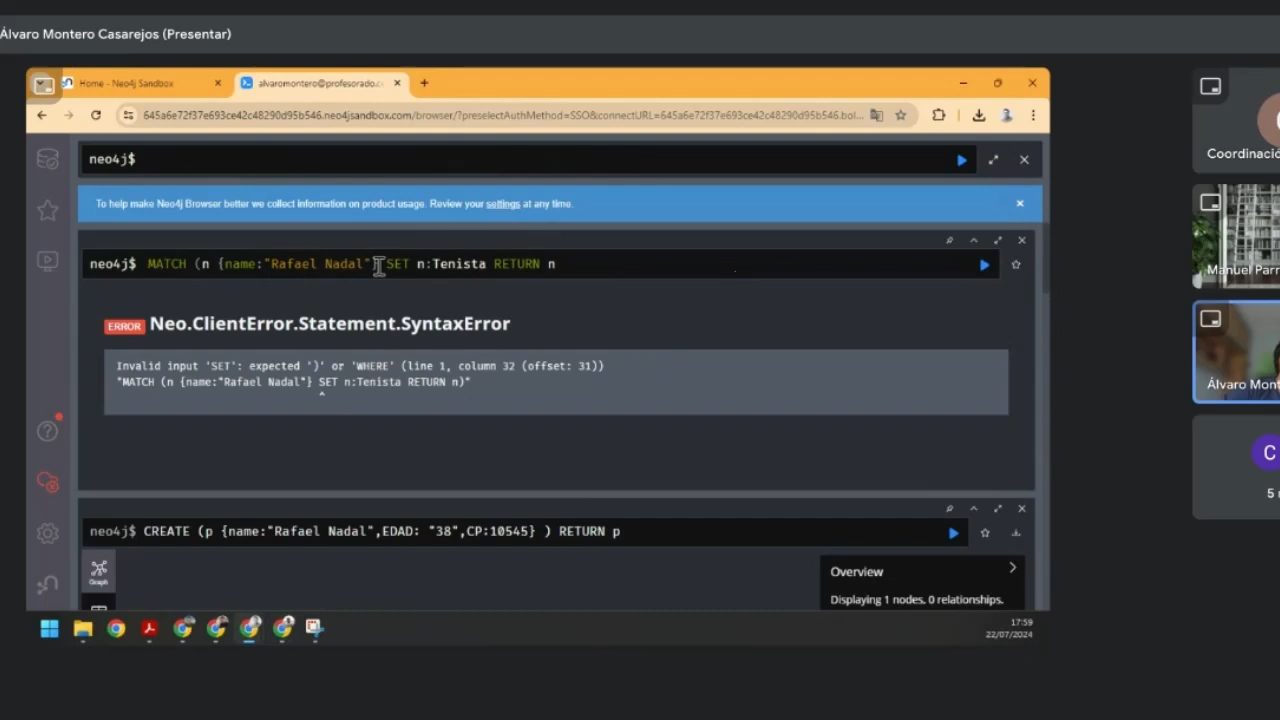 Álvaro Montero Casarejos (Presentar)
Home - Neo4j Sandbox
alvaromontero@profesorado.c
645a6e72f37e693ce42c48290d95b546.neo4jsandbox.com/browser/?preselectAuthMethod=SSO&connectURL=645a6e72f37e693ce42c48290d95b546.bol...
neo4j$
To help make Neo4j Browser better we collect information on product usage. Review your settings at any time.
neo4j$ MATCH (n {name:"Rafael Nadal"} SET n:Tenista RETURN n
ERROR Neo.ClientError.Statement.SyntaxError
Invalid input 'SET': expected ')' or 'WHERE' (line 1, column 32 (offset: 31))
"MATCH (n {name:"Rafael Nadal"} SET n:Tenista RETURN n)"
^
neo4j$ CREATE (p {name:"Rafael Nadal",EDAD: "38",CP:10545} ) RETURN p
Graph
Overview
Displaying 1 nodes, 0 relationships.
17:59
22/07/2024
Coordinació
Manuel Parr
Álvaro Mont
C
5